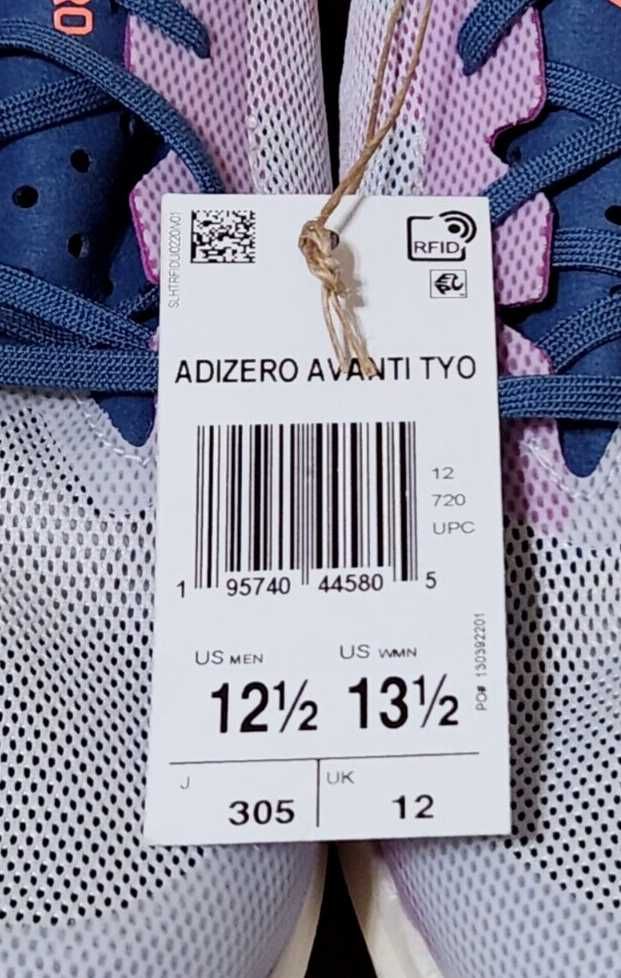 RO
SLHTRFIDU0220V01
RFID
ADIZERO AVANTI TYO
12
720
UPC
1 95740 44580 5
US MEN US WMN
12½ 13½
PO# 130392201
J UK
305 12